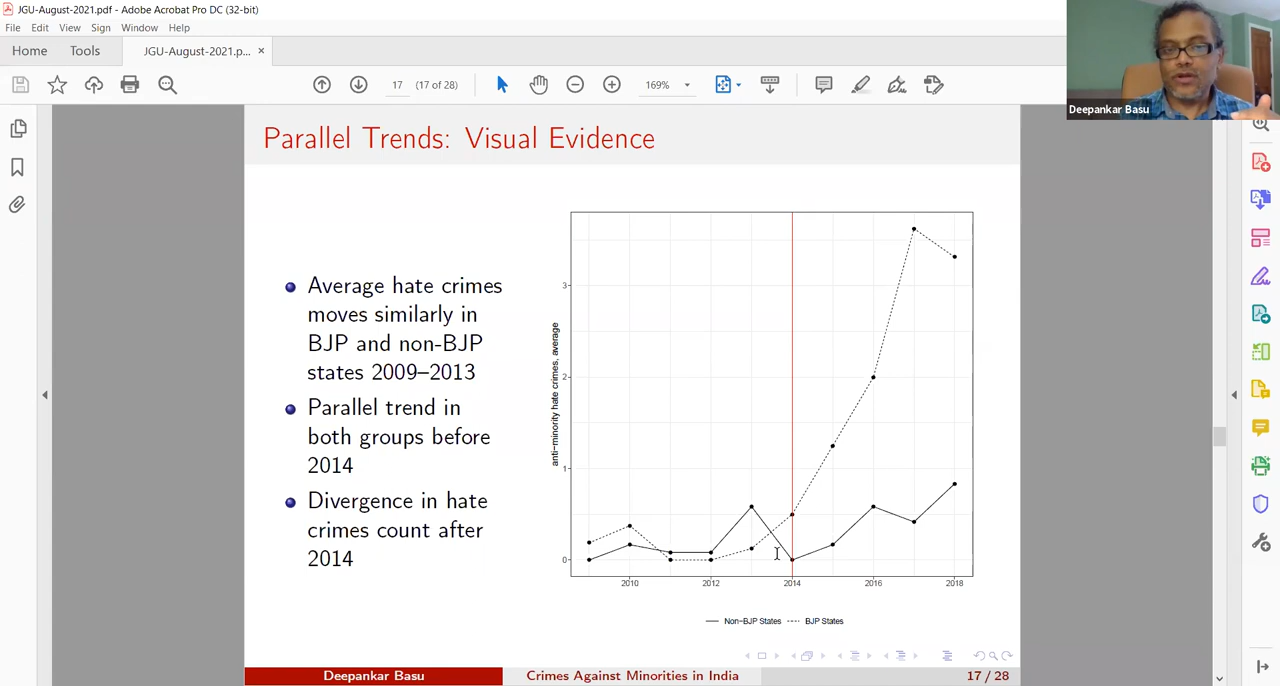 JGU-August-2021.pdf - Adobe Acrobat Pro DC (32-bit)
File Edit View Sign Window Help
Home Tools JGU-August-2021.p... ×
17 (17 of 28) 169%
Deepankar Basu
Parallel Trends: Visual Evidence
Average hate crimes
moves similarly in
BJP and non-BJP
states 2009–2013
Parallel trend in
both groups before
2014
Divergence in hate
crimes count after
2014
anti-minority hate crimes, average
3
2
1
0
2010 2012 2014 2016 2018
Non-BJP States BJP States
Deepankar Basu Crimes Against Minorities in India 17 / 28